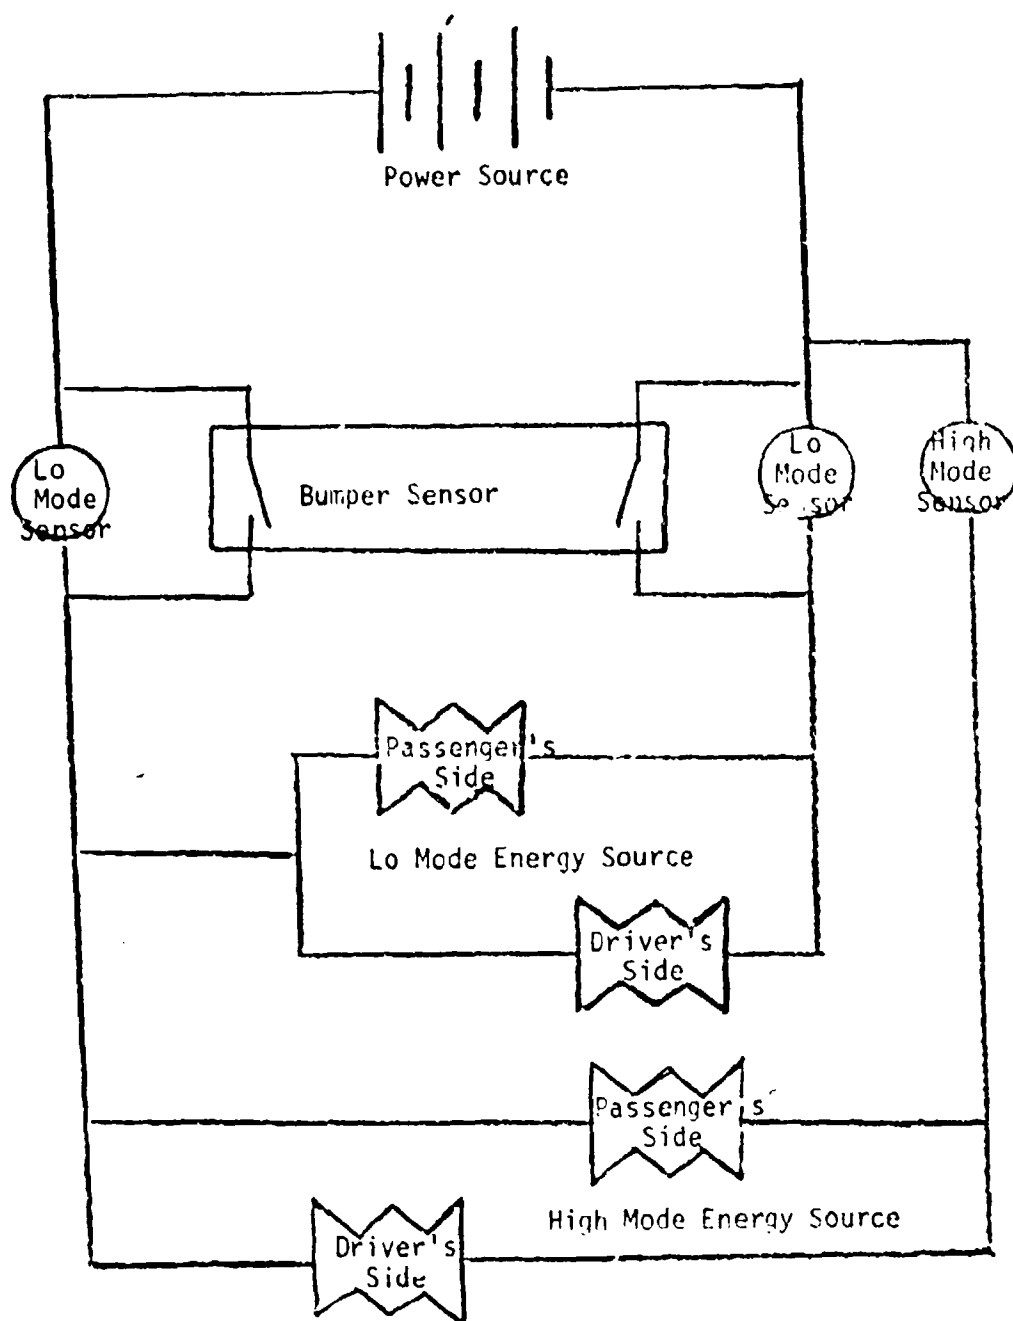 Power Source
Lo
Mode
Sensor
Bumper Sensor
Lo
Mode
High
Mode
Sensor
Passenger's
Side
Lo Mode Energy Source
Driver's
Side
Passenger's
Side
High Mode Energy Source
Driver's
Side